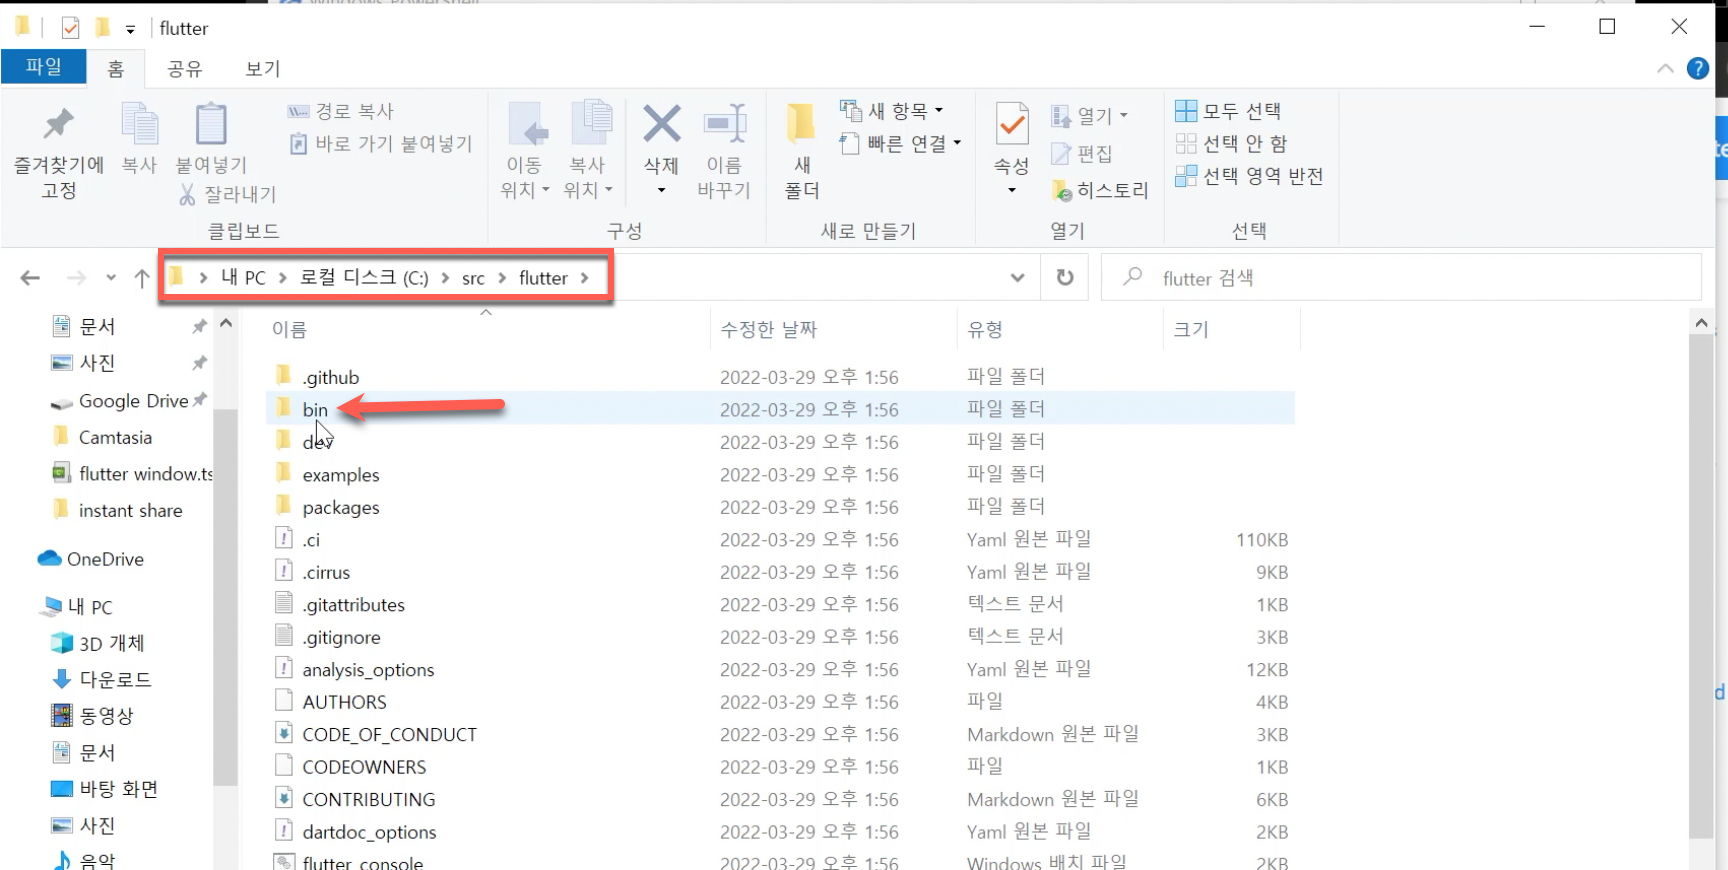 flutter
파일
홈
공유
보기
즐겨찾기에
고정
복사
붙여넣기
경로 복사
바로 가기 붙여넣기
잘라내기
클립보드
이동
위치
복사
위치
삭제
이름
바꾸기
구성
새
폴더
새 항목
빠른 연결
새로 만들기
속성
열기
편집
히스토리
열기
모두 선택
선택 안 함
선택 영역 반전
선택
내 PC
로컬 디스크 (C:)
src
flutter
flutter 검색
문서
사진
Google Drive
Camtasia
flutter window.ts
instant share
OneDrive
내 PC
3D 개체
다운로드
동영상
문서
바탕 화면
사진
음악
이름 수정한 날짜 유형 크기
.github 2022-03-29 오후 1:56 파일 폴더
bin 2022-03-29 오후 1:56 파일 폴더
dev 2022-03-29 오후 1:56 파일 폴더
examples 2022-03-29 오후 1:56 파일 폴더
packages 2022-03-29 오후 1:56 파일 폴더
.ci 2022-03-29 오후 1:56 Yaml 원본 파일 110KB
.cirrus 2022-03-29 오후 1:56 Yaml 원본 파일 9KB
.gitattributes 2022-03-29 오후 1:56 텍스트 문서 1KB
.gitignore 2022-03-29 오후 1:56 텍스트 문서 3KB
analysis_options 2022-03-29 오후 1:56 Yaml 원본 파일 12KB
AUTHORS 2022-03-29 오후 1:56 파일 4KB
CODE_OF_CONDUCT 2022-03-29 오후 1:56 Markdown 원본 파일 3KB
CODEOWNERS 2022-03-29 오후 1:56 파일 1KB
CONTRIBUTING 2022-03-29 오후 1:56 Markdown 원본 파일 6KB
dartdoc_options 2022-03-29 오후 1:56 Yaml 원본 파일 2KB
flutter_console 2022-03-29 오후 1:56 Windows 배치 파일 2KB